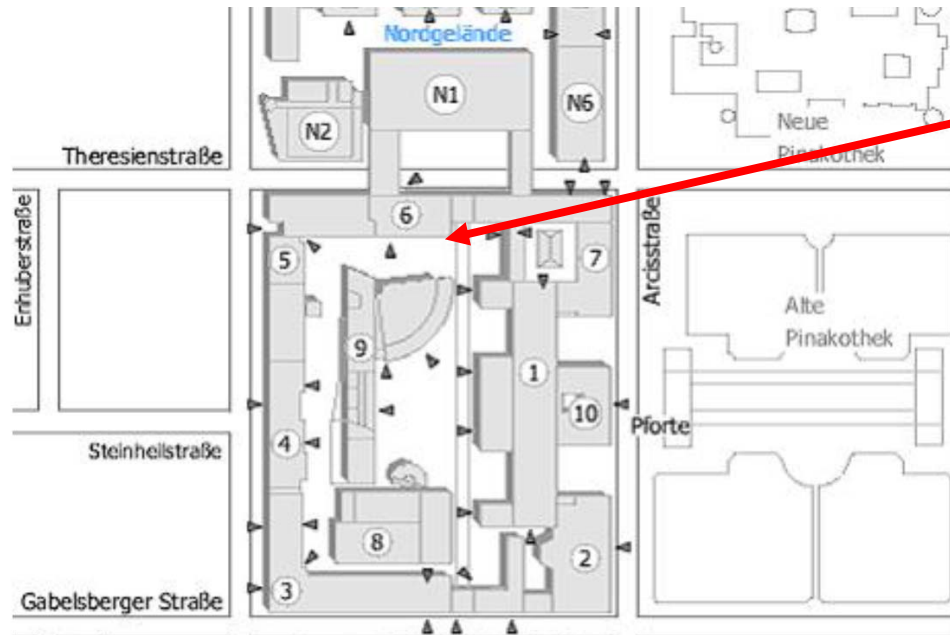 Nordgelände
N1
N6
N2
Neue
Pinakothek
Theresienstraße
Enhuberstraße
6
5
7
Arcisstraße
Alte
Pinakothek
9
1
10
Pforte
Steinheilstraße
4
8
2
3
Gabelsberger Straße